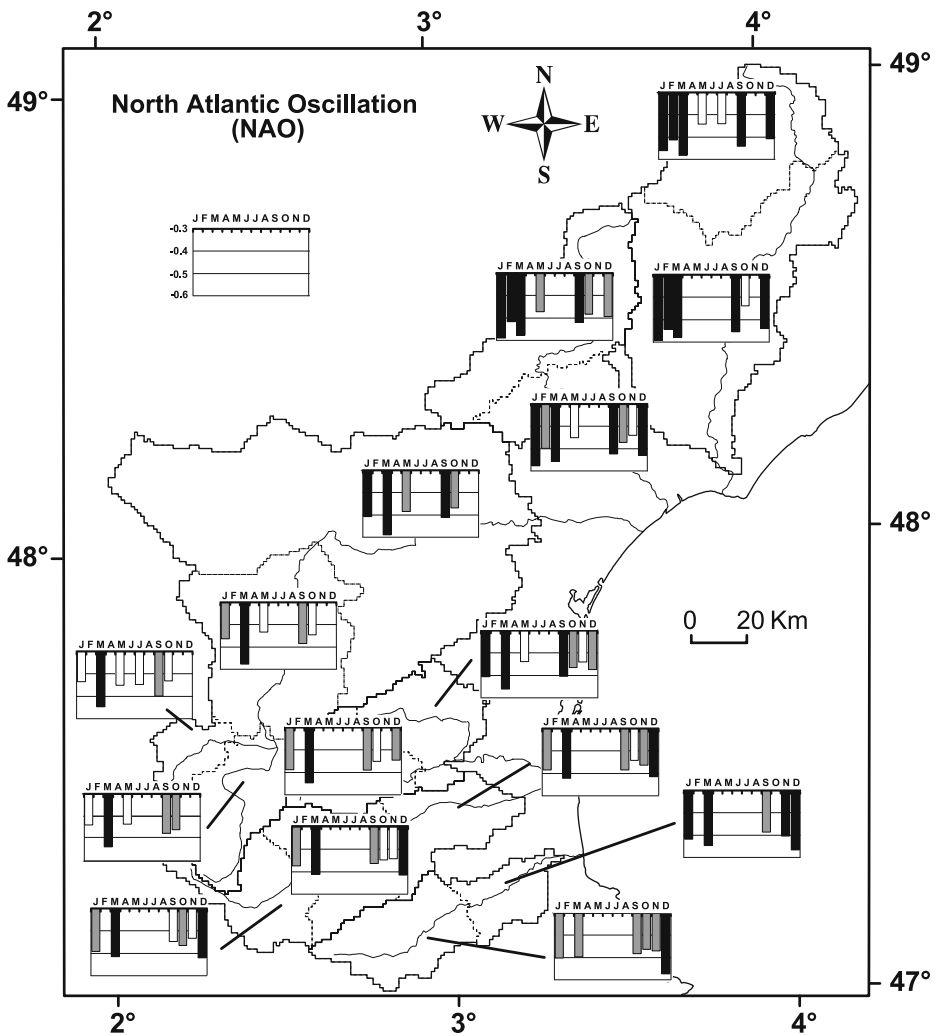 2° 3° 4°
49°
49°
North Atlantic Oscillation
(NAO)
N
W E
S
J F M A M J J A S O N D
J F M A M J J A S O N D
-0.3
-0.4
-0.5
-0.6
J F M A M J J A S O N D
J F M A M J J A S O N D
J F M A M J J A S O N D
J F M A M J J A S O N D
48°
48°
J F M A M J J A S O N D
0 20 Km
J F M A M J J A S O N D
J F M A M J J A S O N D
J F M A M J J A S O N D
J F M A M J J A S O N D
J F M A M J J A S O N D
J F M A M J J A S O N D
J F M A M J J A S O N D
J F M A M J J A S O N D
J F M A M J J A S O N D
47°
2° 3° 4°